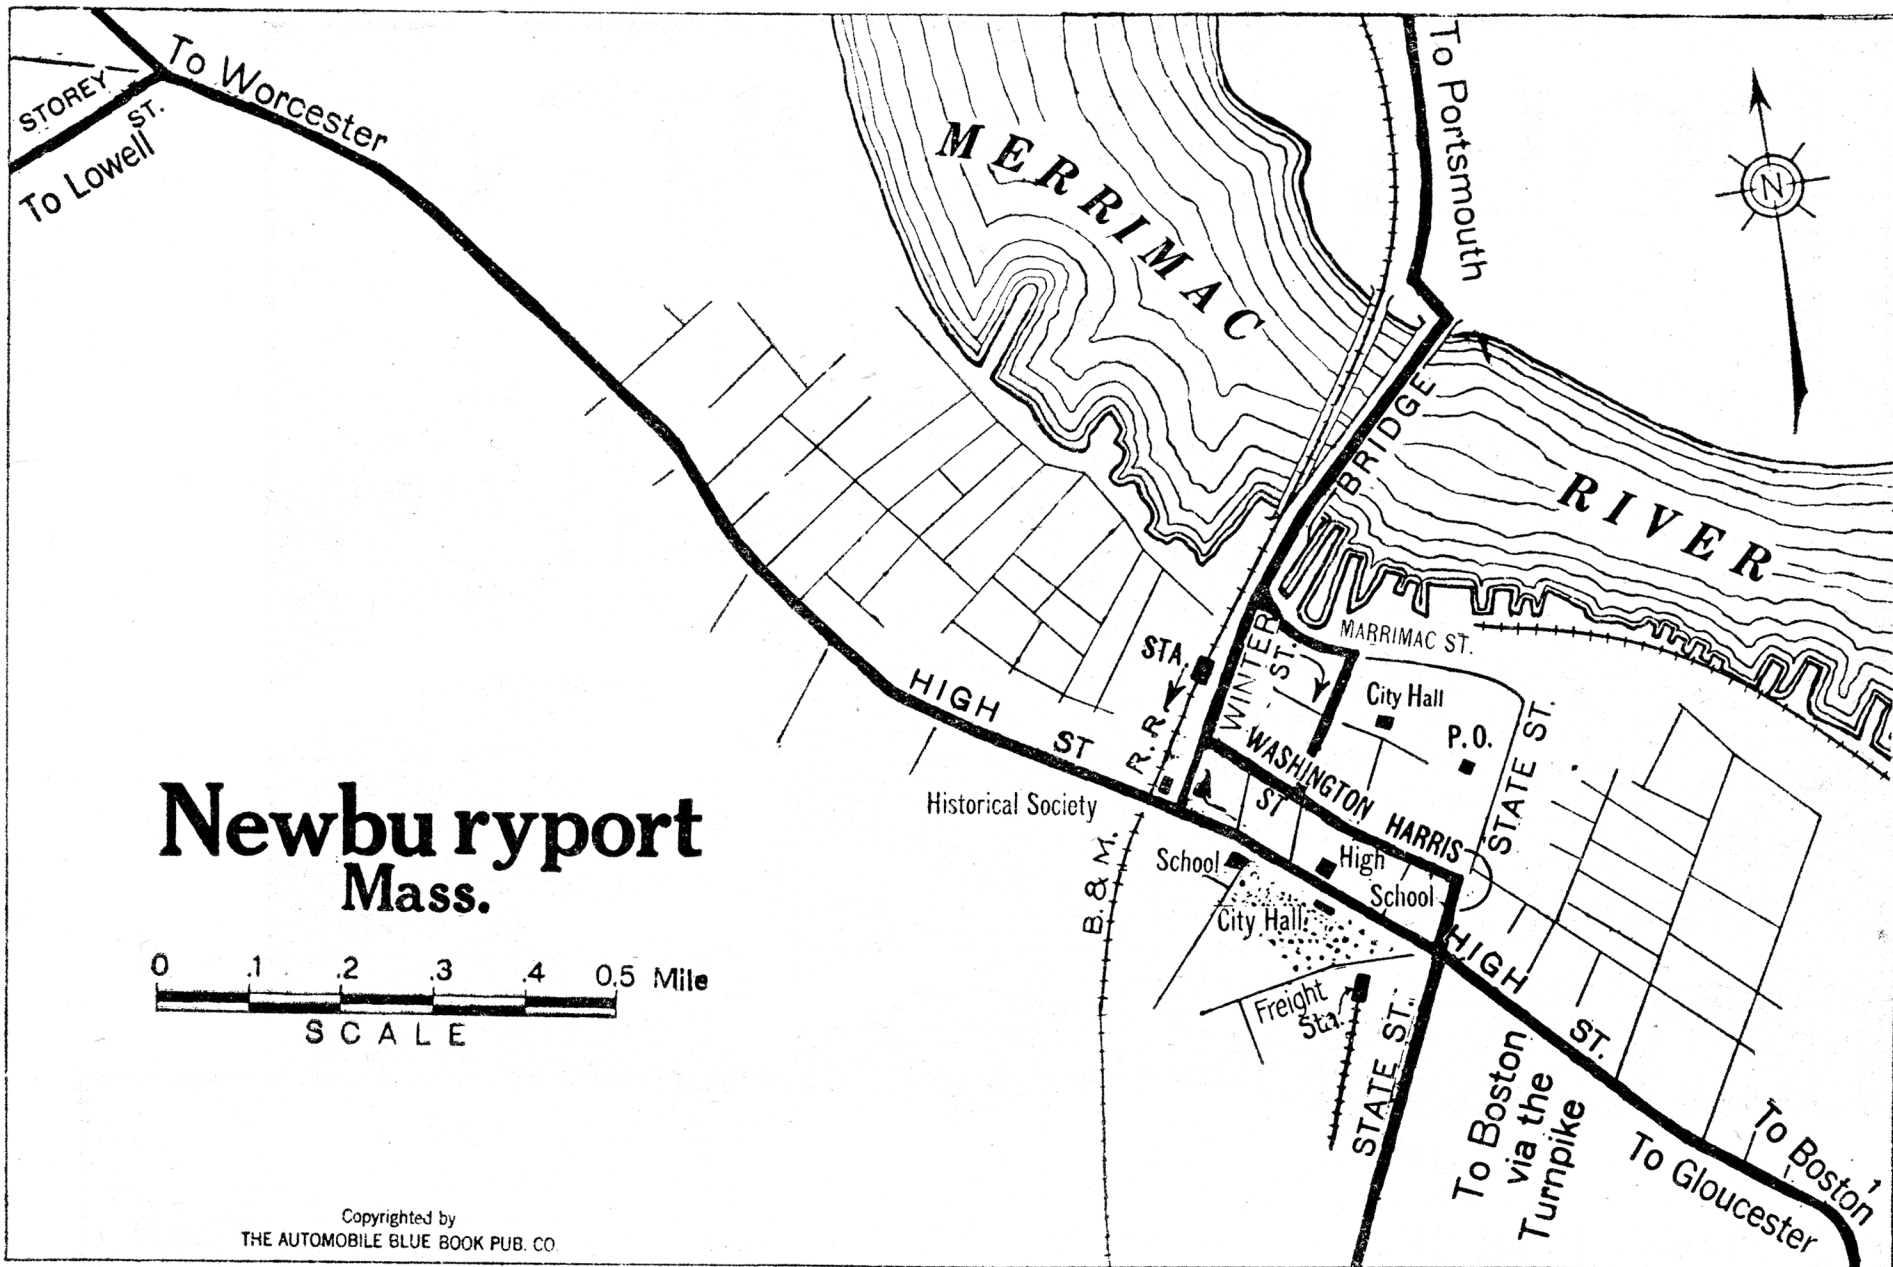 To Worcester
STOREY
ST.
To Lowell
To Portsmouth
N
MERRIMAC
RIVER
BRIDGE
MARRIMAC ST.
STA.
WINTER
ST.
City Hall
P.O.
STATE ST.
R.R.
HIGH
ST
WASHINGTON
ST
HARRIS
Historical Society
School
High
School
City Hall
B. & M.
HIGH
ST.
Freight
Sta.
STATE ST.
To Boston
via the
Turnpike
To Boston
To Gloucester
Newbu ryport
Mass.
0 .1 .2 .3 .4 0.5 Mile
SCALE
Copyrighted by
THE AUTOMOBILE BLUE BOOK PUB. CO.